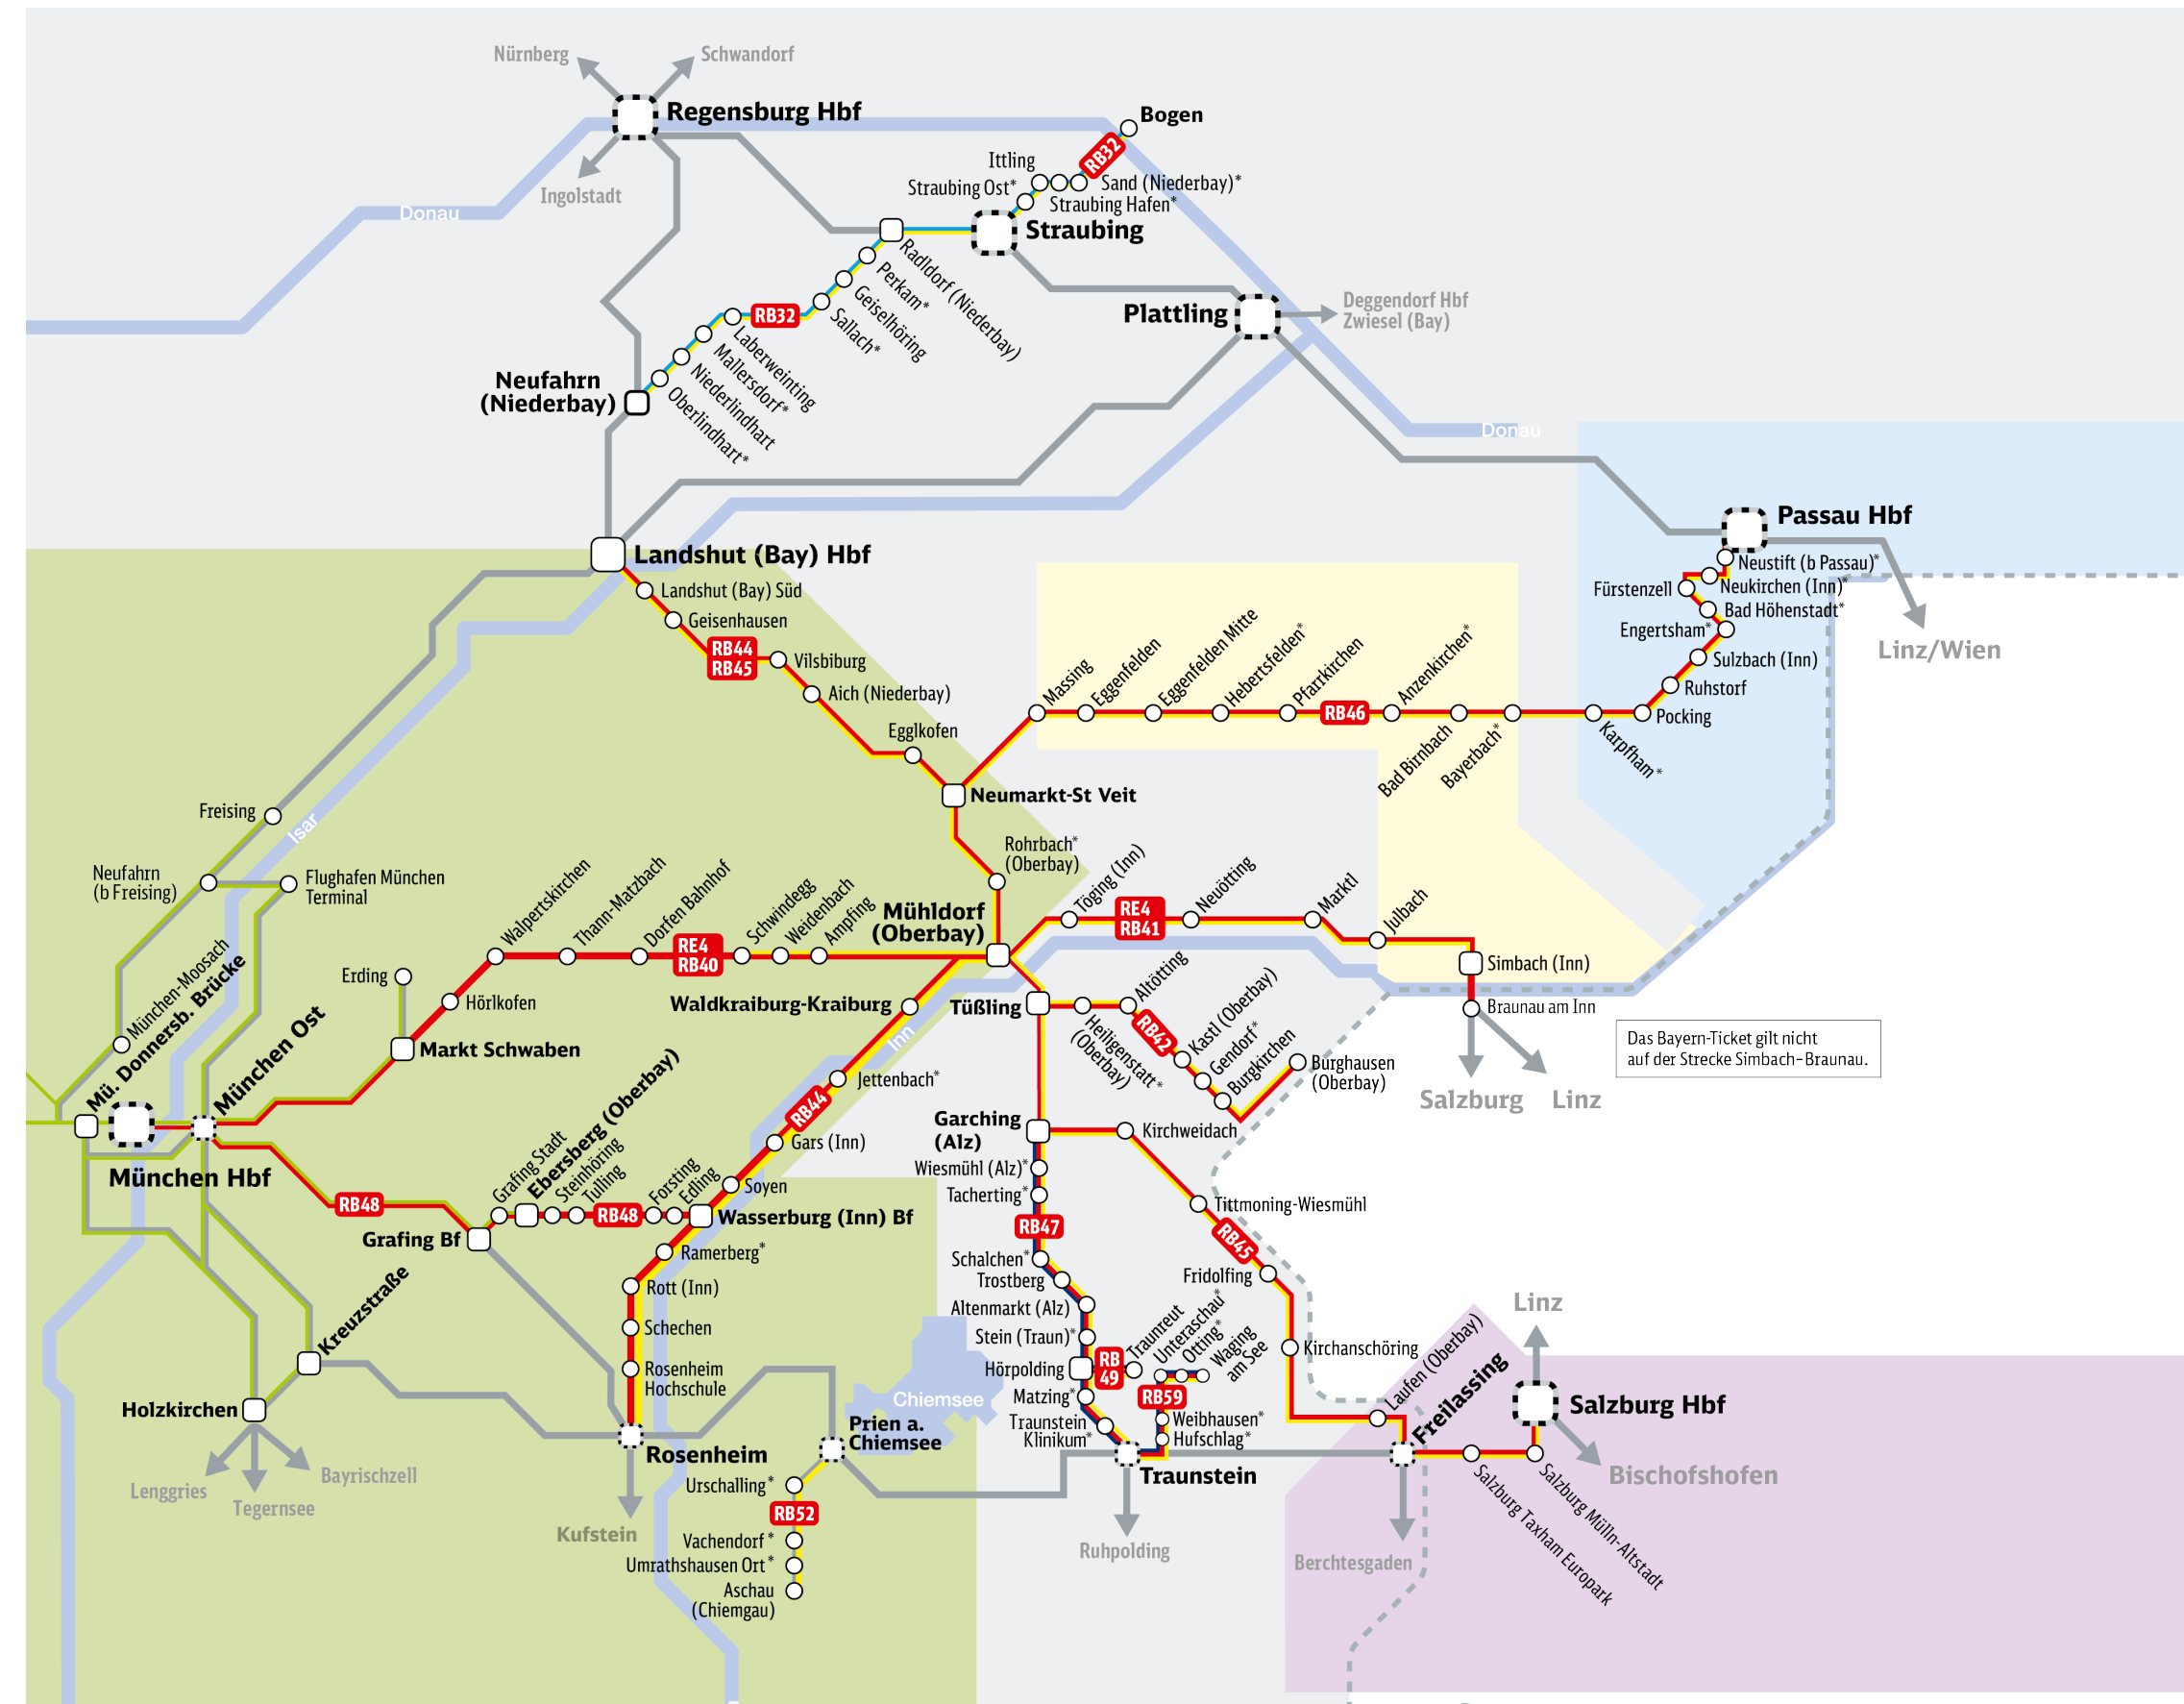 Nürnberg
Schwandorf
Regensburg Hbf
Bogen
RB32
Ittling
Straubing Ost*
Sand (Niederbay)*
Straubing Hafen*
Ingolstadt
Donau
Straubing
Radldorf (Niederbay)
Perkam*
Geiselhöring
Sallach*
RB32
Laberweinting
Mallersdorf*
Niederlindhart
Oberlindhart*
Neufahrn
(Niederbay)
Plattling
Deggendorf Hbf
Zwiesel (Bay)
Donau
Passau Hbf
Neustift (b Passau)*
Neukirchen (Inn)*
Fürstenzell
Bad Höhenstadt*
Engertsham*
Sulzbach (Inn)
Ruhstorf
Pocking
Linz/Wien
Landshut (Bay) Hbf
Landshut (Bay) Süd
Geisenhausen
RB44
RB45
Vilsbiburg
Aich (Niederbay)
Egglkofen
Neumarkt-St Veit
Massing
Eggenfelden
Eggenfelden Mitte
Hebertsfelden*
Pfarrkirchen
RB46
Anzenkirchen*
Bad Birnbach
Bayerbach*
Karpfham*
Rohrbach*
(Oberbay)
Freising
Isar
Neufahrn
(b Freising)
Flughafen München
Terminal
München-Moosach
Mü. Donnersb. Brücke
München Ost
München Hbf
Erding
Markt Schwaben
Hörlkofen
Walpertskirchen
Thann-Matzbach
Dorfen Bahnhof
RE4
RB40
Schwindegg
Weidenbach
Ampfing
Mühldorf
(Oberbay)
Töging (Inn)
RE4
RB41
Neuötting
Marktl
Julbach
Simbach (Inn)
Braunau am Inn
Salzburg
Linz
Das Bayern-Ticket gilt nicht
auf der Strecke Simbach–Braunau.
Waldkraiburg-Kraiburg
Inn
Jettenbach*
RB44
Gars (Inn)
Soyen
Tüßling
Heiligenstatt*
(Oberbay)
Altötting
RB42
Kastl (Oberbay)
Gendorf*
Burgkirchen
Burghausen
(Oberbay)
Garching
(Alz)
Kirchweidach
Wiesmühl (Alz)*
Tacherting*
RB47
Schalchen*
Trostberg
Altenmarkt (Alz)
Stein (Traun)*
Hörpolding
RB
49
Traunreut
Matzing*
Traunstein
Klinikum*
Traunstein
Unteraschau*
Otting*
Waging
am See
RB59
Weibhausen*
Hufschlag*
Ruhpolding
Tittmoning-Wiesmühl
RB45
Fridolfing
Kirchanschöring
Laufen (Oberbay)
Freilassing
Berchtesgaden
Linz
Salzburg Hbf
Bischofshofen
Salzburg Mülln-Altstadt
Salzburg Taxham Europark
RB48
Grafing Bf
Grafing Stadt
Ebersberg (Oberbay)
Steinhöring
Tulling
RB48
Forsting
Edling
Wasserburg (Inn) Bf
Ramerberg*
Rott (Inn)
Schechen
Rosenheim
Hochschule
Rosenheim
Kufstein
Kreuzstraße
Holzkirchen
Lenggries
Tegernsee
Bayrischzell
Chiemsee
Prien a.
Chiemsee
Urschalling*
RB52
Vachendorf*
Umrathshausen Ort*
Aschau
(Chiemgau)